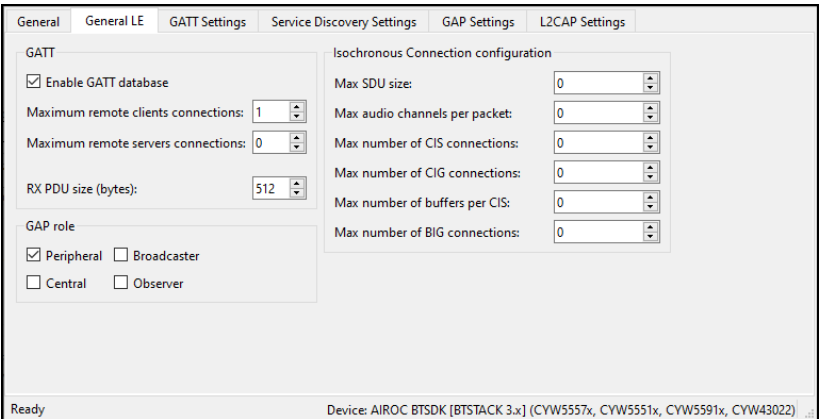 General General LE GATT Settings Service Discovery Settings GAP Settings L2CAP Settings
GATT
Enable GATT database
Maximum remote clients connections: 1
Maximum remote servers connections: 0
RX PDU size (bytes): 512
GAP role
Peripheral Broadcaster
Central Observer
Isochronous Connection configuration
Max SDU size: 0
Max audio channels per packet: 0
Max number of CIS connections: 0
Max number of CIG connections: 0
Max number of buffers per CIS: 0
Max number of BIG connections: 0
Ready Device: AIROC BTSDK [BTSTACK 3.x] (CYW5557x, CYW5551x, CYW5591x, CYW43022)